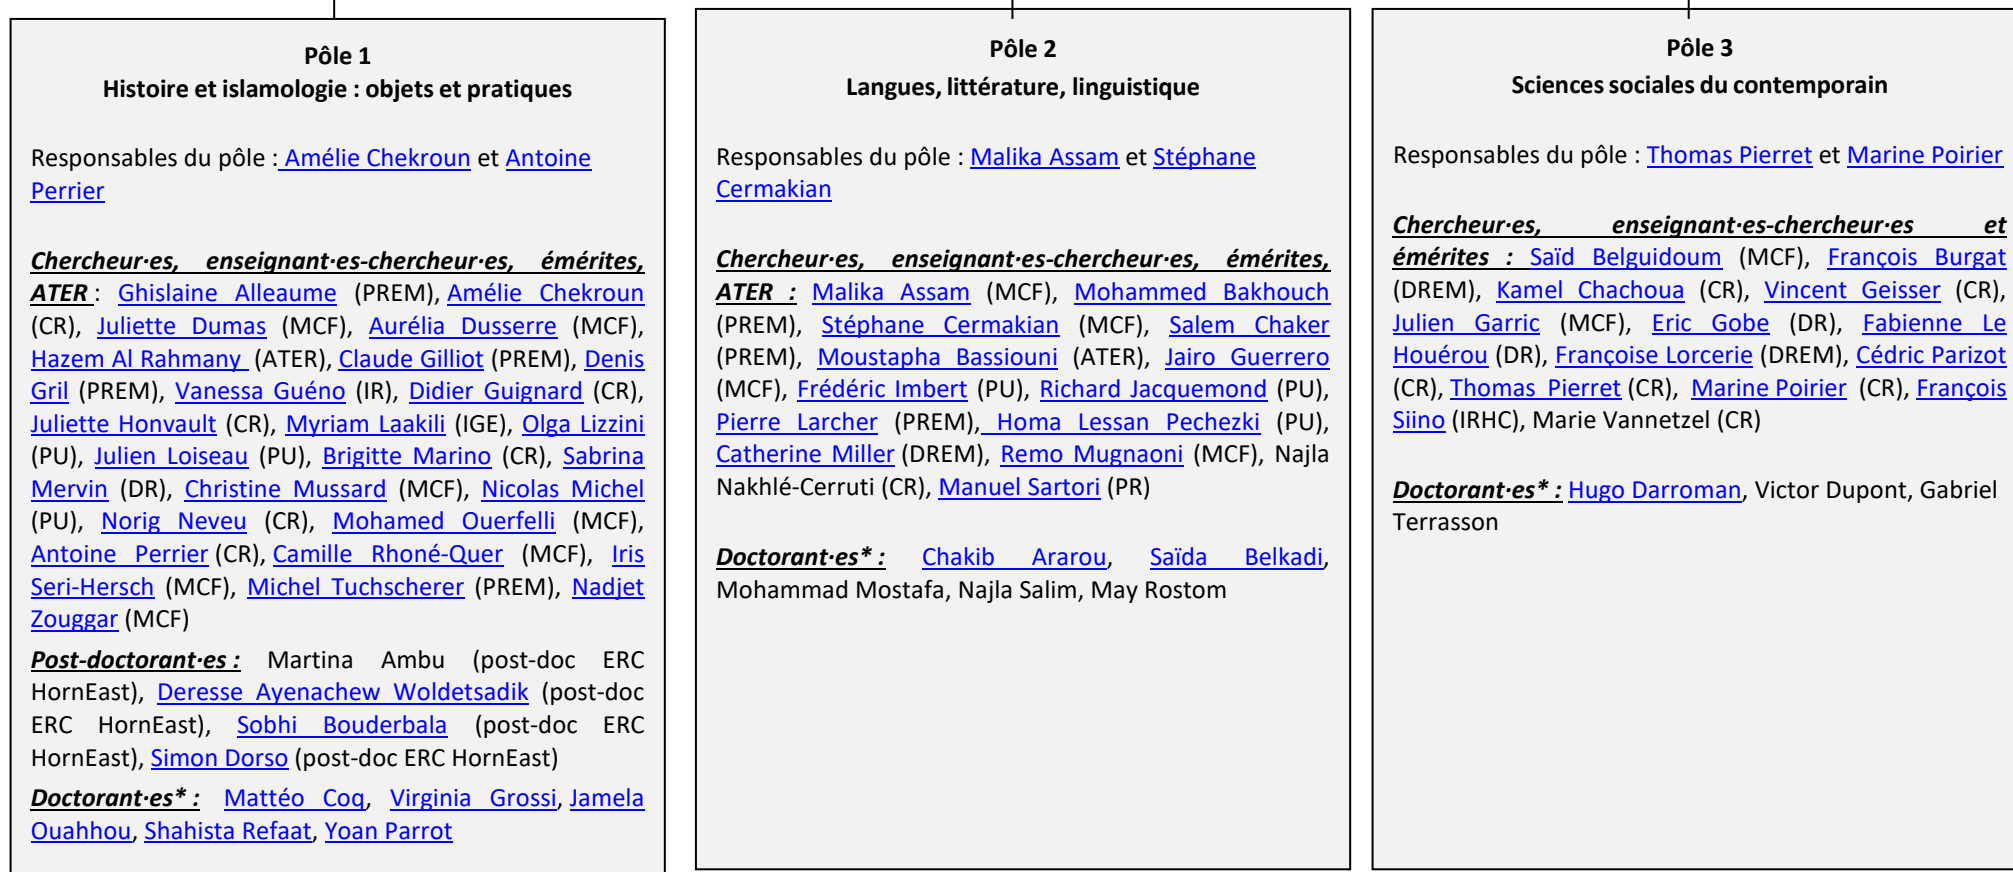 Pôle 1
Histoire et islamologie : objets et pratiques
Responsables du pôle : Amélie Chekroun et Antoine
Perrier
Chercheur·es, enseignant·es-chercheur·es, émérites,
ATER : Ghislaine Alleaume (PREM), Amélie Chekroun
(CR), Juliette Dumas (MCF), Aurélia Dusserre (MCF),
Hazem Al Rahmany (ATER), Claude Gilliot (PREM), Denis
Gril (PREM), Vanessa Guéno (IR), Didier Guignard (CR),
Juliette Honvault (CR), Myriam Laakili (IGE), Olga Lizzini
(PU), Julien Loiseau (PU), Brigitte Marino (CR), Sabrina
Mervin (DR), Christine Mussard (MCF), Nicolas Michel
(PU), Norig Neveu (CR), Mohamed Ouerfelli (MCF),
Antoine Perrier (CR), Camille Rhoné-Quer (MCF), Iris
Seri-Hersch (MCF), Michel Tuchscherer (PREM), Nadjet
Zouggar (MCF)
Post-doctorant·es : Martina Ambu (post-doc ERC
HornEast), Deresse Ayenachew Woldetsadik (post-doc
ERC HornEast), Sobhi Bouderbala (post-doc ERC
HornEast), Simon Dorso (post-doc ERC HornEast)
Doctorant·es* : Mattéo Coq, Virginia Grossi, Jamela
Ouahhou, Shahista Refaat, Yoan Parrot
Pôle 2
Langues, littérature, linguistique
Responsables du pôle : Malika Assam et Stéphane
Cermakian
Chercheur·es, enseignant·es-chercheur·es, émérites,
ATER : Malika Assam (MCF), Mohammed Bakhouch
(PREM), Stéphane Cermakian (MCF), Salem Chaker
(PREM), Moustapha Bassiouni (ATER), Jairo Guerrero
(MCF), Frédéric Imbert (PU), Richard Jacquemond (PU),
Pierre Larcher (PREM), Homa Lessan Pechezki (PU),
Catherine Miller (DREM), Remo Mugnaoni (MCF), Najla
Nakhlé-Cerruti (CR), Manuel Sartori (PR)
Doctorant·es* : Chakib Ararou, Saïda Belkadi,
Mohammad Mostafa, Najla Salim, May Rostom
Pôle 3
Sciences sociales du contemporain
Responsables du pôle : Thomas Pierret et Marine Poirier
Chercheur·es, enseignant·es-chercheur·es et
émérites : Saïd Belguidoum (MCF), François Burgat
(DREM), Kamel Chachoua (CR), Vincent Geisser (CR),
Julien Garric (MCF), Eric Gobe (DR), Fabienne Le
Houérou (DR), Françoise Lorcerie (DREM), Cédric Parizot
(CR), Thomas Pierret (CR), Marine Poirier (CR), François
Siino (IRHC), Marie Vannetzel (CR)
Doctorant·es* : Hugo Darroman, Victor Dupont, Gabriel
Terrasson